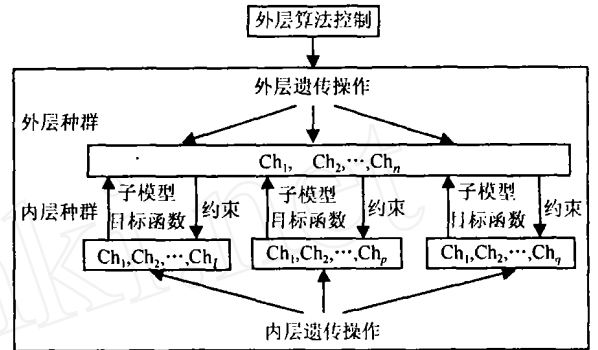 外层算法控制
外层遗传操作
外层种群
Ch₁, Ch₂,⋯,Chₙ
内层种群
子模型 目标函数 约束 子模型 目标函数 约束 子模型 目标函数 约束
Ch₁,Ch₂,⋯,Chₗ Ch₁,Ch₂,⋯,Chₚ Ch₁,Ch₂,⋯,Ch_q
内层遗传操作